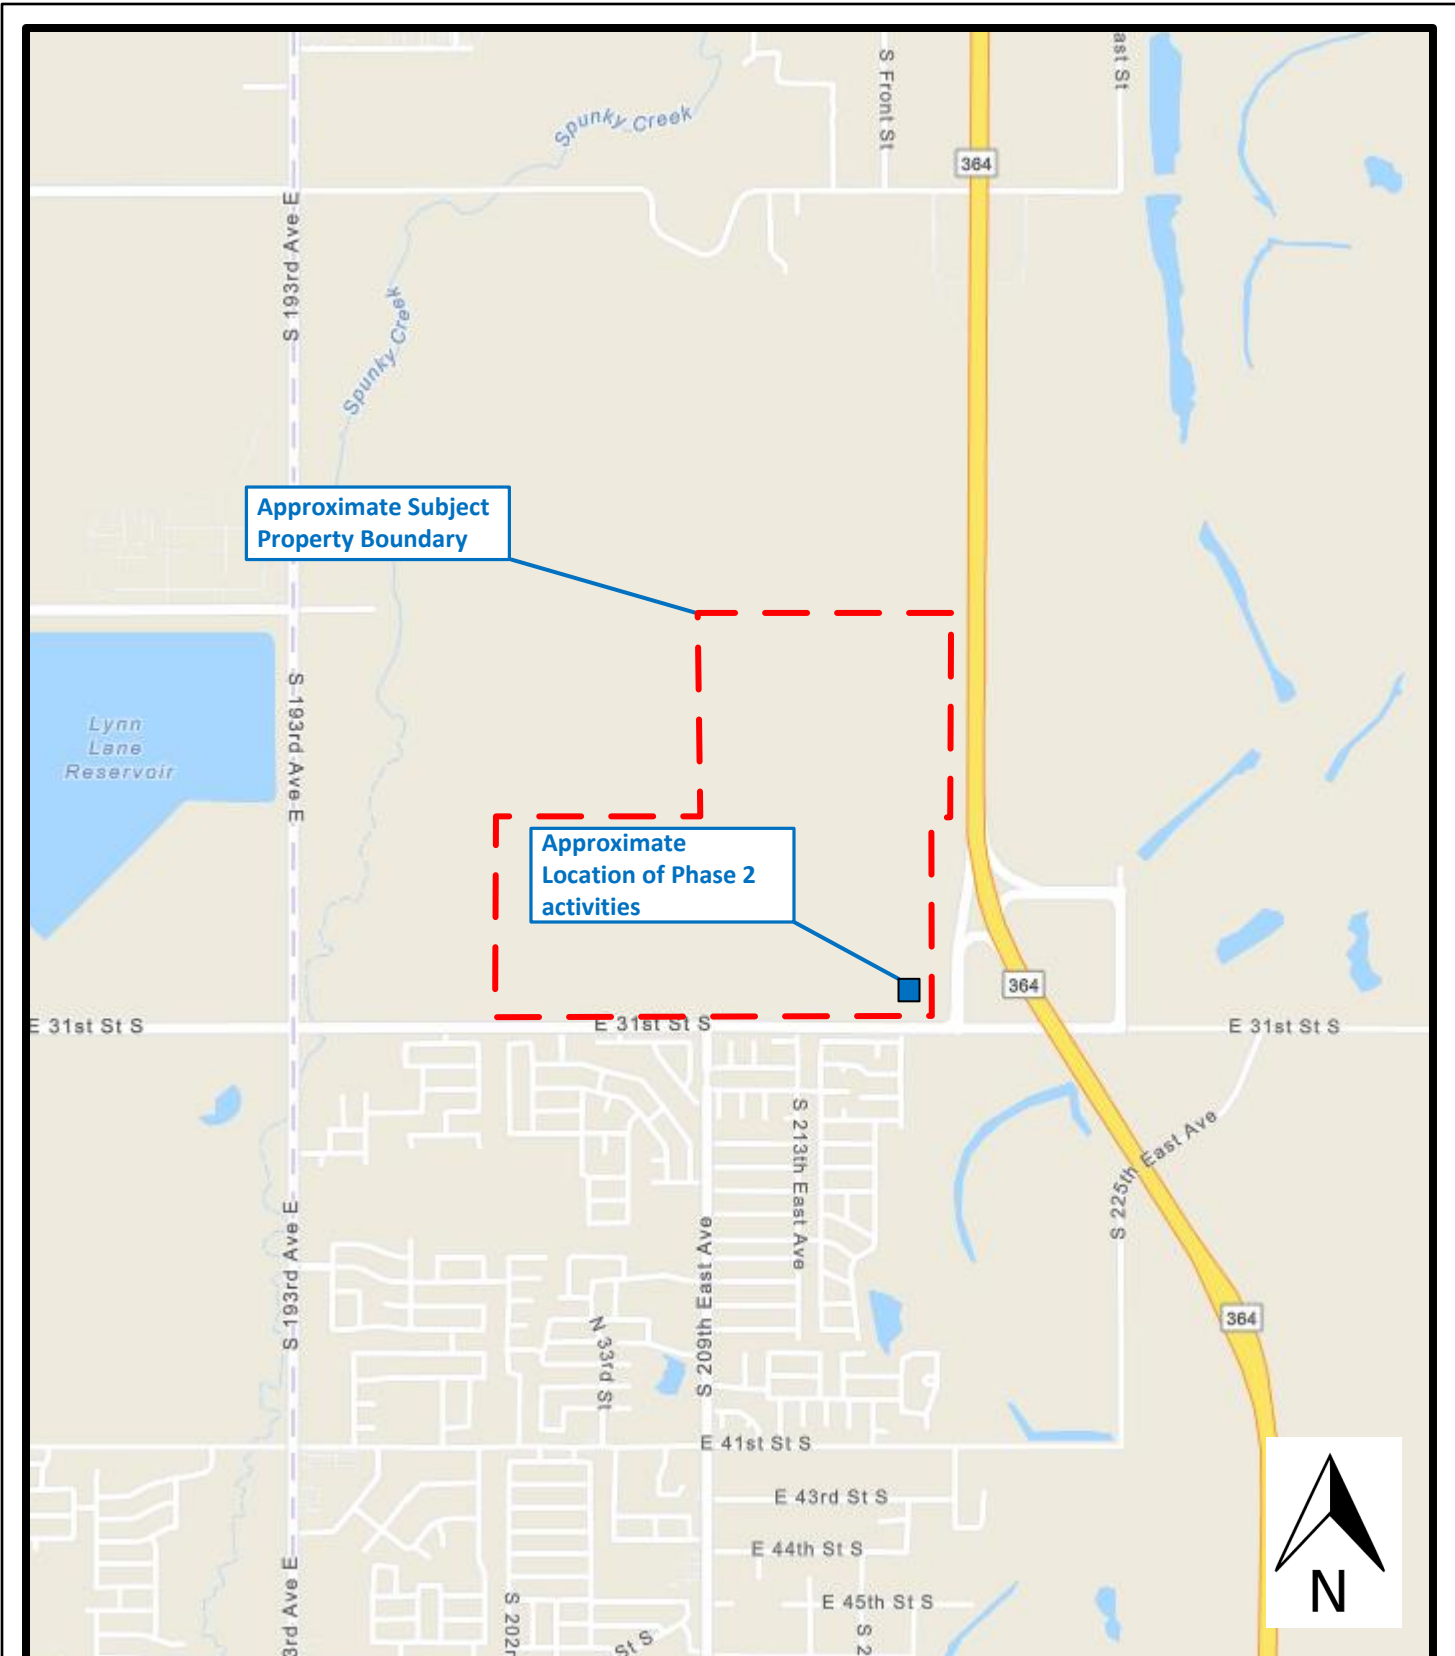 S Front St
ast St
Spunky Creek
364
S 193rd Ave E
Spunky Creek
Approximate Subject
Property Boundary
S 193rd Ave E
Lynn
Lane
Reservoir
Approximate
Location of Phase 2
activities
364
E 31st St S
E 31st St S
E 31st St S
S 213th East Ave
S 225th East Ave
S 193rd Ave E
S 209th East Ave
N 33rd St
364
E 41st St S
E 43rd St S
E 44th St S
3rd Ave E
S 202
E 45th St S
St S
S 2
N